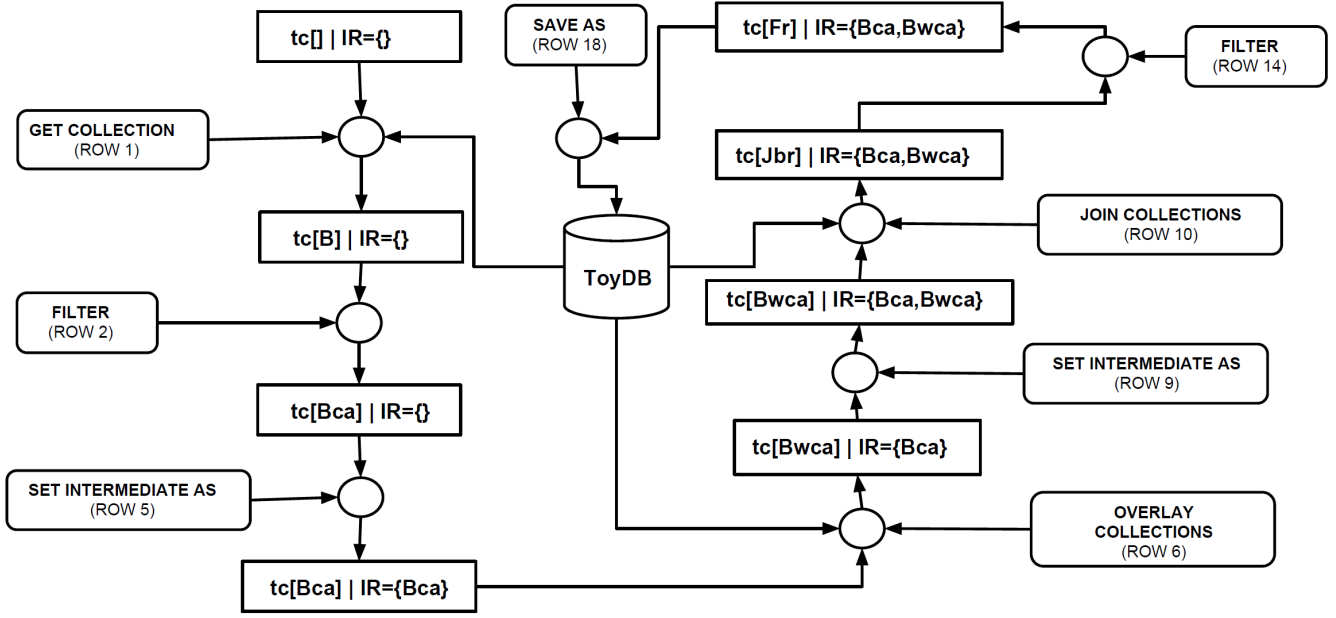 tc[] | IR={}
SAVE AS
(ROW 18)
tc[Fr] | IR={Bca,Bwca}
FILTER
(ROW 14)
GET COLLECTION
(ROW 1)
tc[Jbr] | IR={Bca,Bwca}
tc[B] | IR={}
JOIN COLLECTIONS
(ROW 10)
ToyDB
tc[Bwca] | IR={Bca,Bwca}
FILTER
(ROW 2)
SET INTERMEDIATE AS
(ROW 9)
tc[Bca] | IR={}
tc[Bwca] | IR={Bca}
SET INTERMEDIATE AS
(ROW 5)
OVERLAY
COLLECTIONS
(ROW 6)
tc[Bca] | IR={Bca}